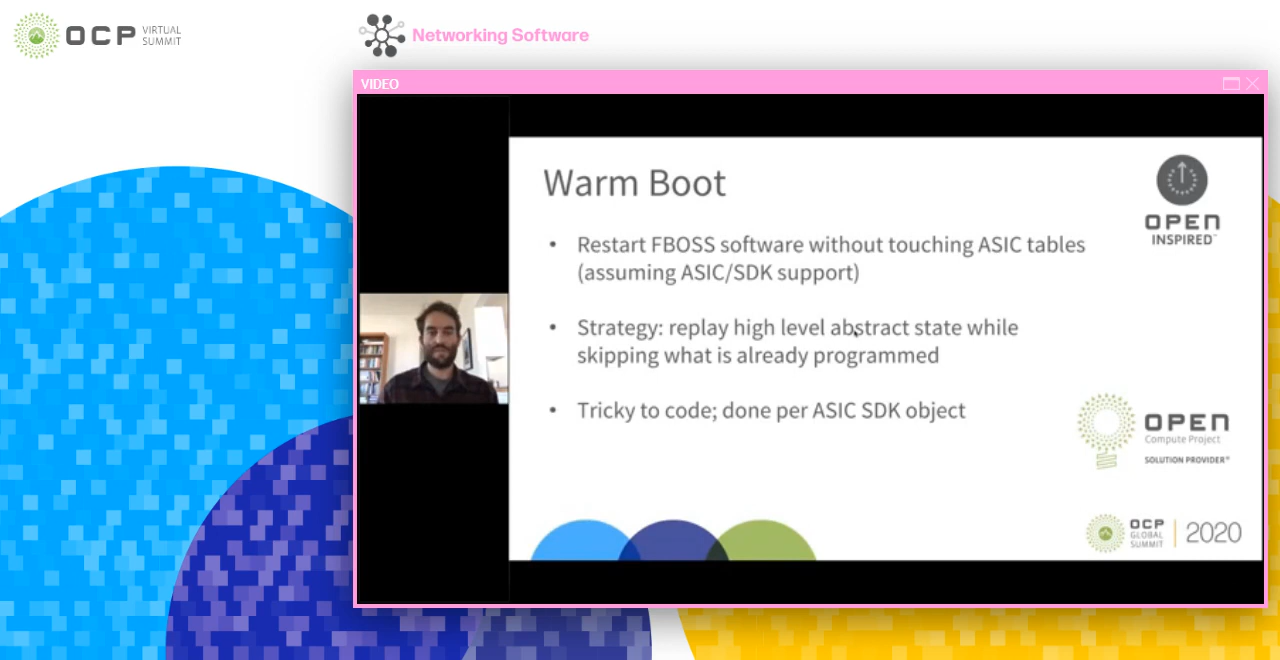 OCP VIRTUAL
SUMMIT
Networking Software
VIDEO
Warm Boot
• Restart FBOSS software without touching ASIC tables
(assuming ASIC/SDK support)
• Strategy: replay high level abstract state while
skipping what is already programmed
• Tricky to code; done per ASIC SDK object
OPEN
INSPIRED™
OPEN
Compute Project
SOLUTION PROVIDER®
OCP
GLOBAL
SUMMIT
2020